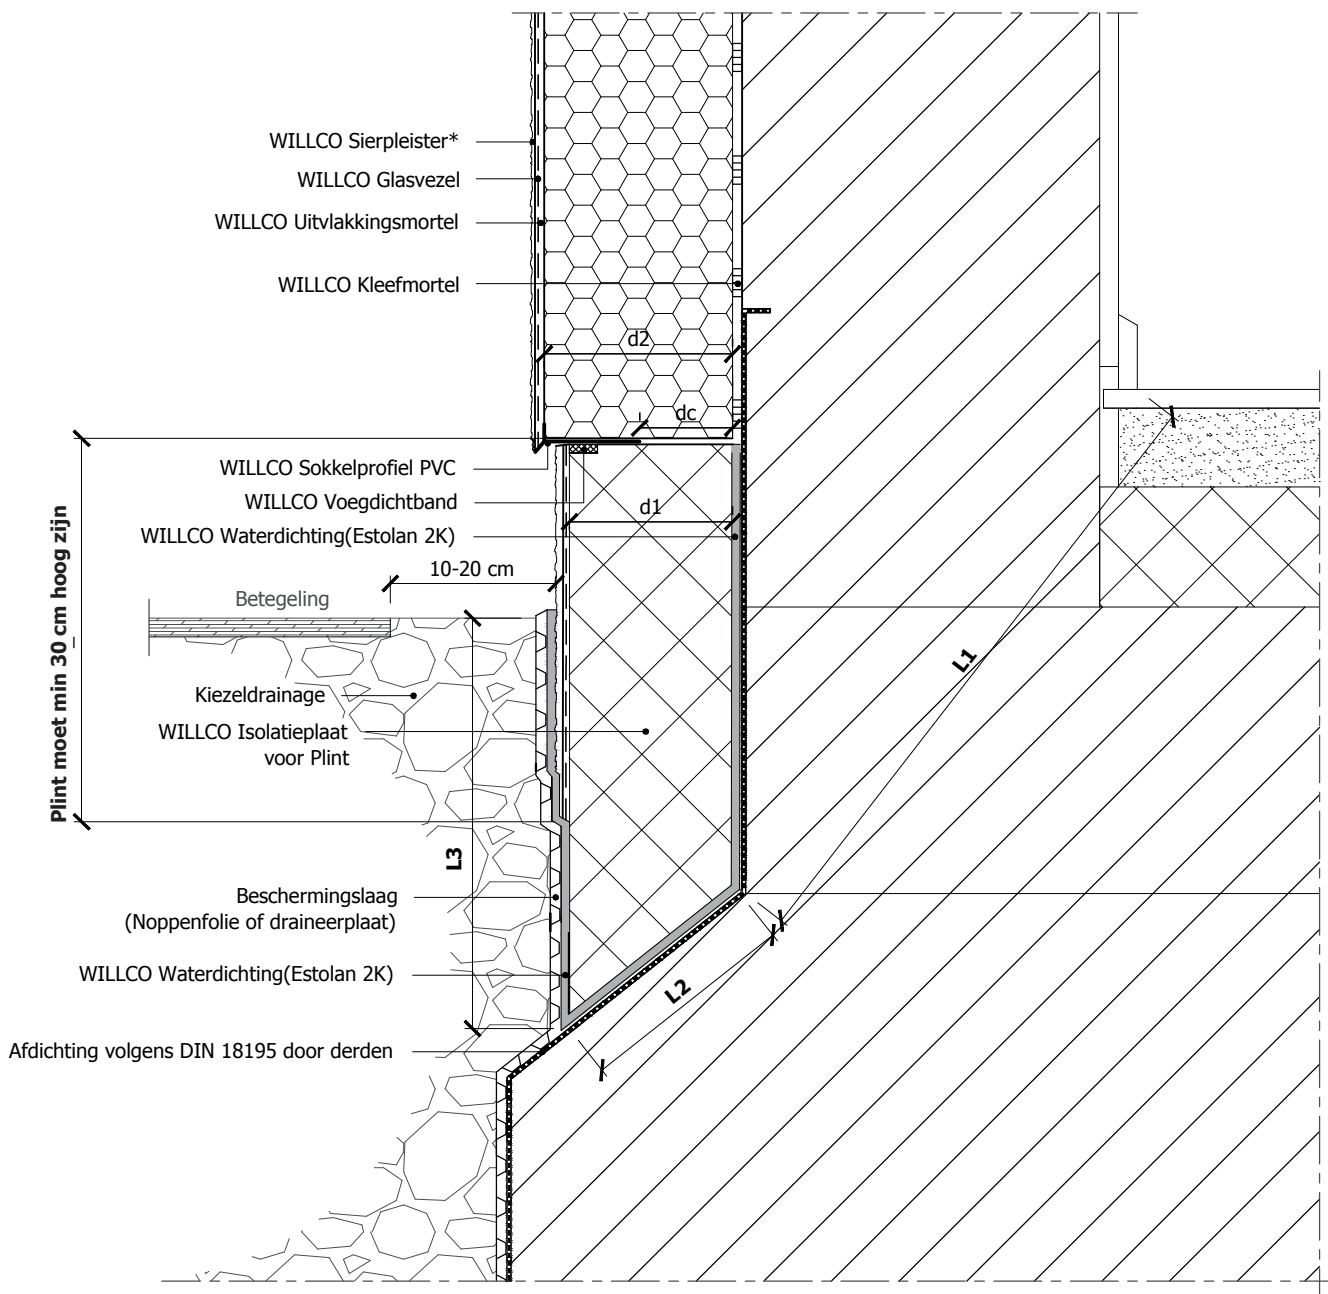 WILLCO Sierpleister*
WILLCO Glasvezel
WILLCO Uitvlakkingsmortel
WILLCO Kleefmortel
d2
dc
WILLCO Sokkelprofiel PVC
WILLCO Voegdichtband
d1
WILLCO Waterdichting(Estolan 2K)
10-20 cm
Betegeling
Plint moet min 30 cm hoog zijn
L1
Kiezeldrainage
WILLCO Isolatieplaat
voor Plint
L3
Beschermingslaag
(Noppenfolie of draineerplaat)
WILLCO Waterdichting(Estolan 2K)
L2
Afdichting volgens DIN 18195 door derden